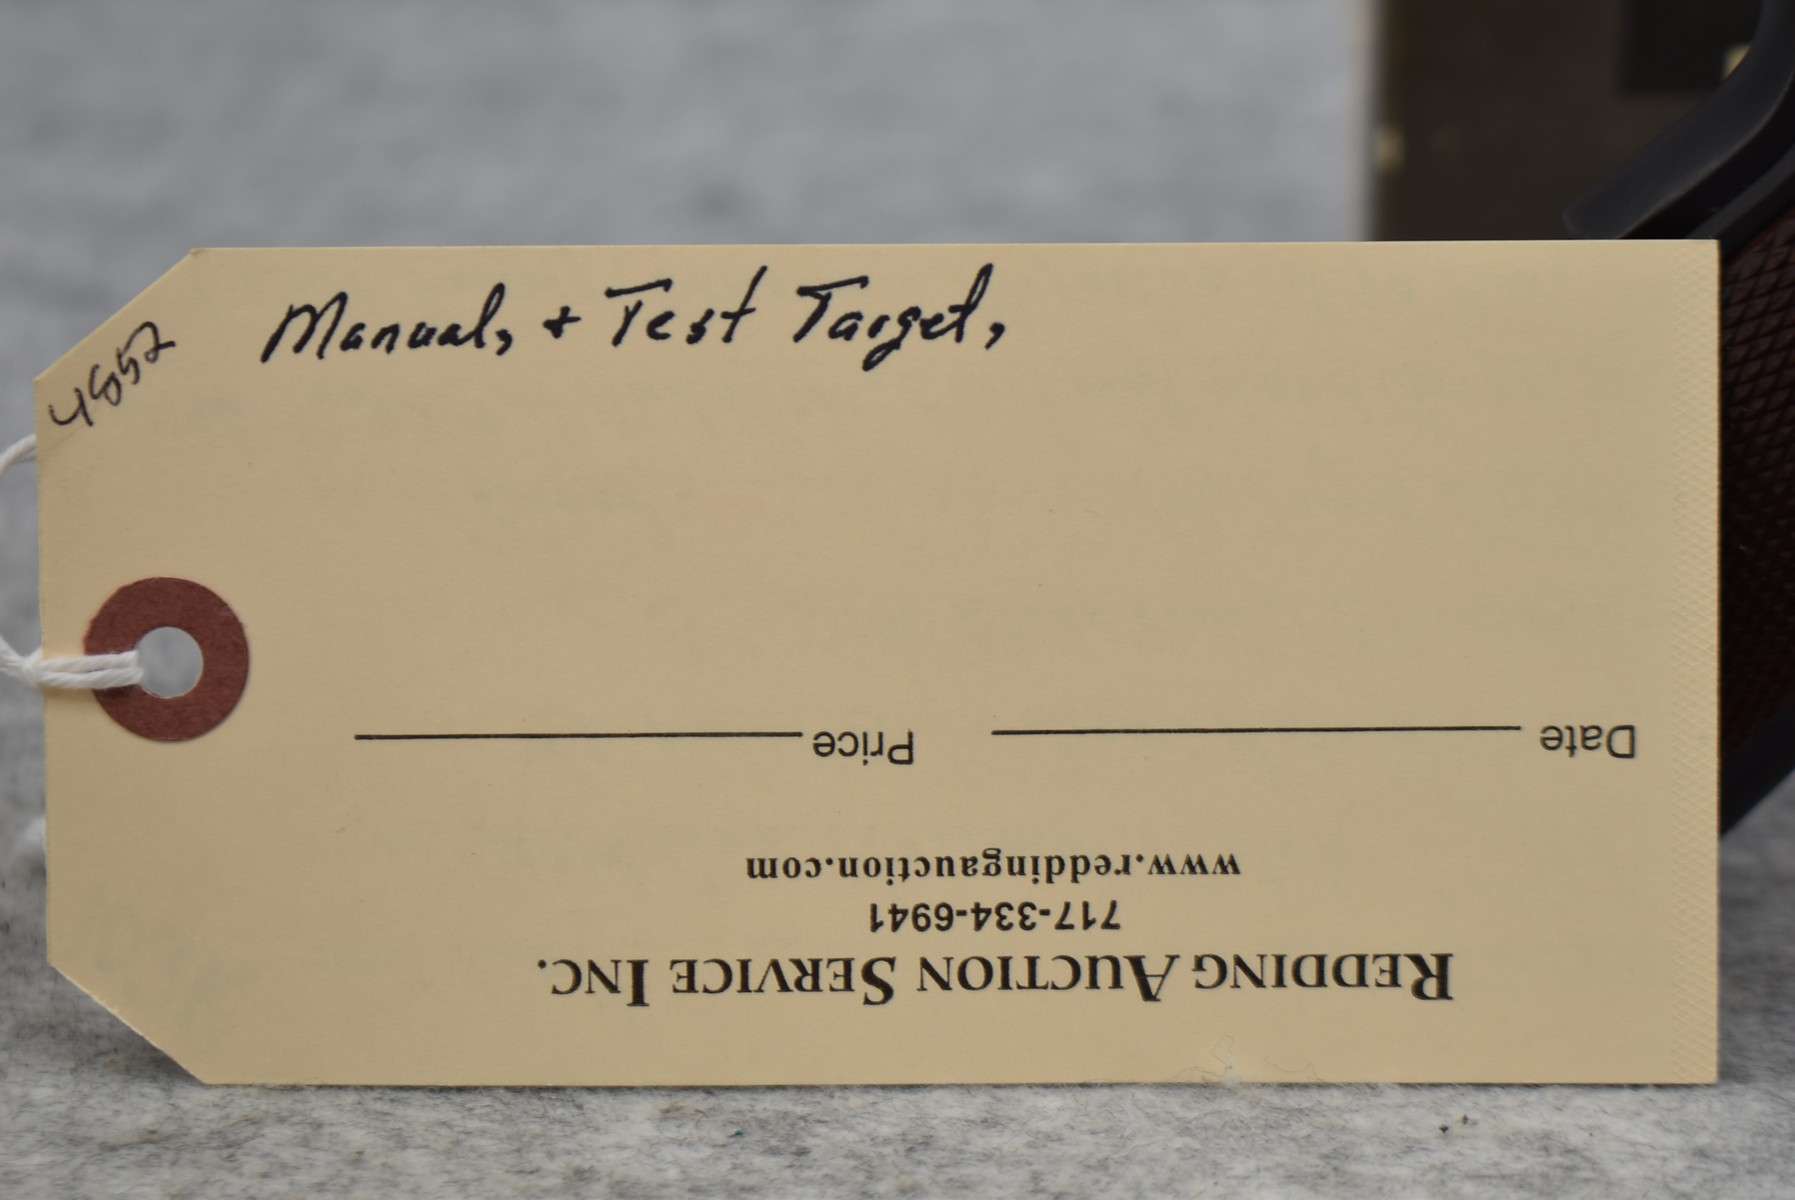 Manual, + Test Target,
4852
REDDING AUCTION SERVICE INC.
717-334-6941
www.reddingauction.com
Date Price